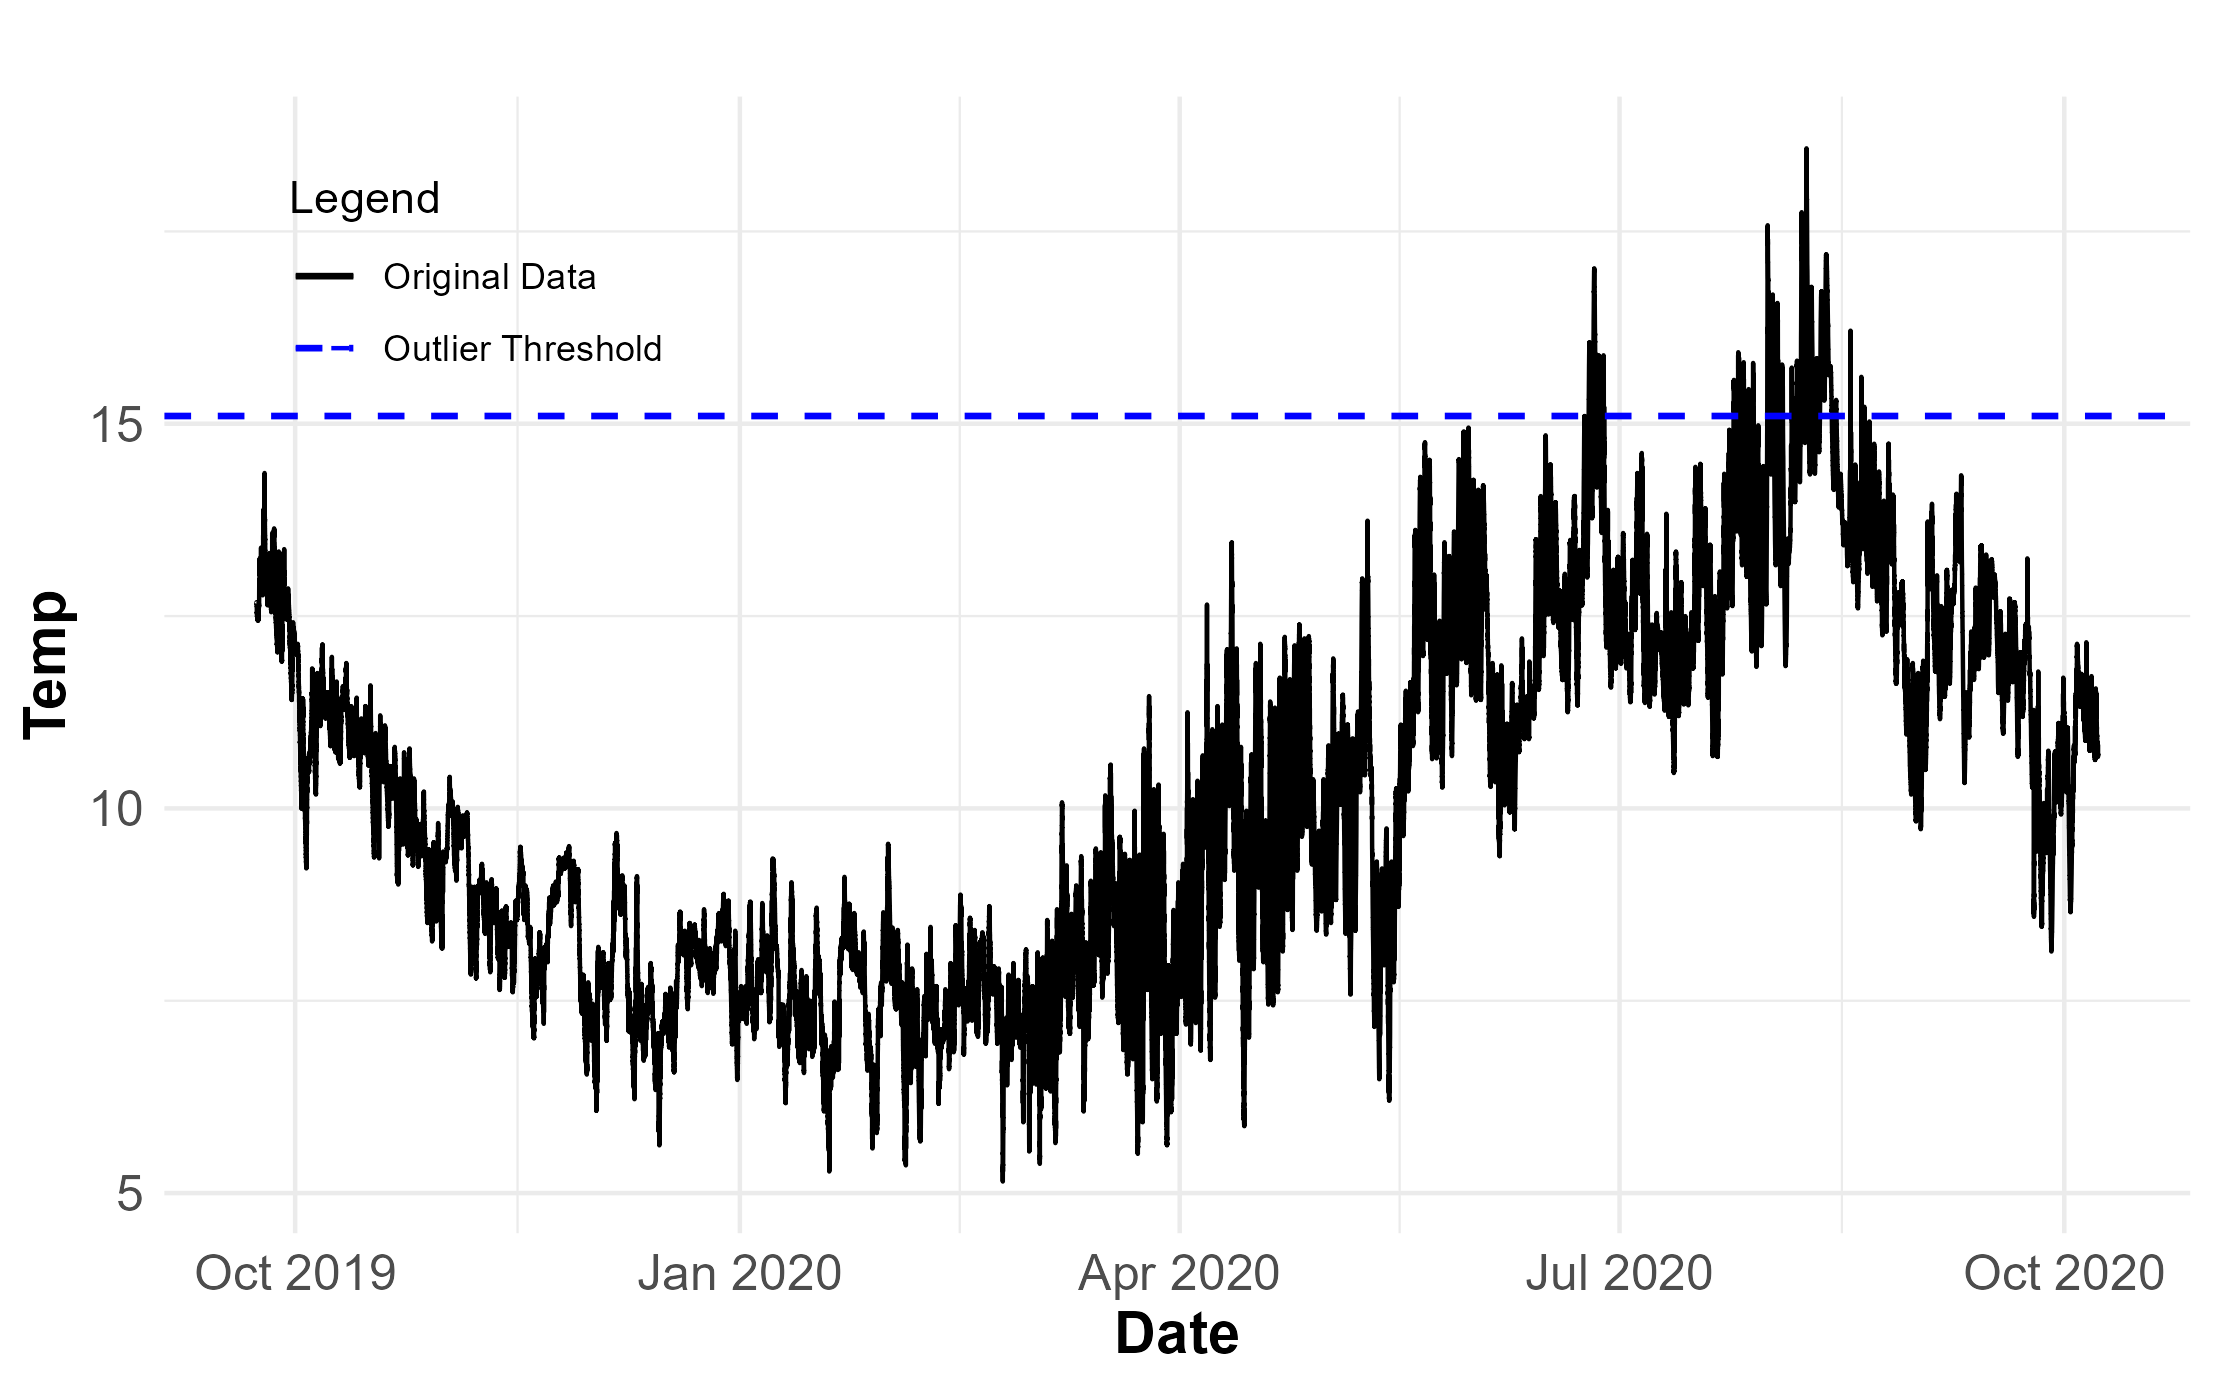 Legend
Original Data
Outlier Threshold
15
10
5
Temp
Oct 2019 Jan 2020 Apr 2020 Jul 2020 Oct 2020
Date